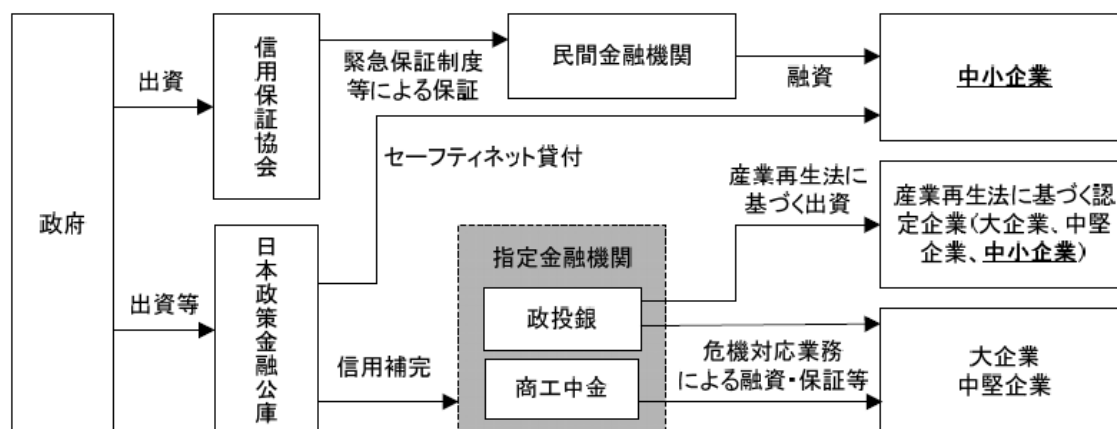 政府
出資
信用保証協会
緊急保証制度
等による保証
民間金融機関
融資
中小企業
セーフティネット貸付
産業再生法に
基づく出資
産業再生法に基づく認
定企業(大企業、中堅
企業、中小企業)
出資等
日本政策金融公庫
信用補完
指定金融機関
政投銀
商工中金
危機対応業務
による融資・保証等
大企業
中堅企業